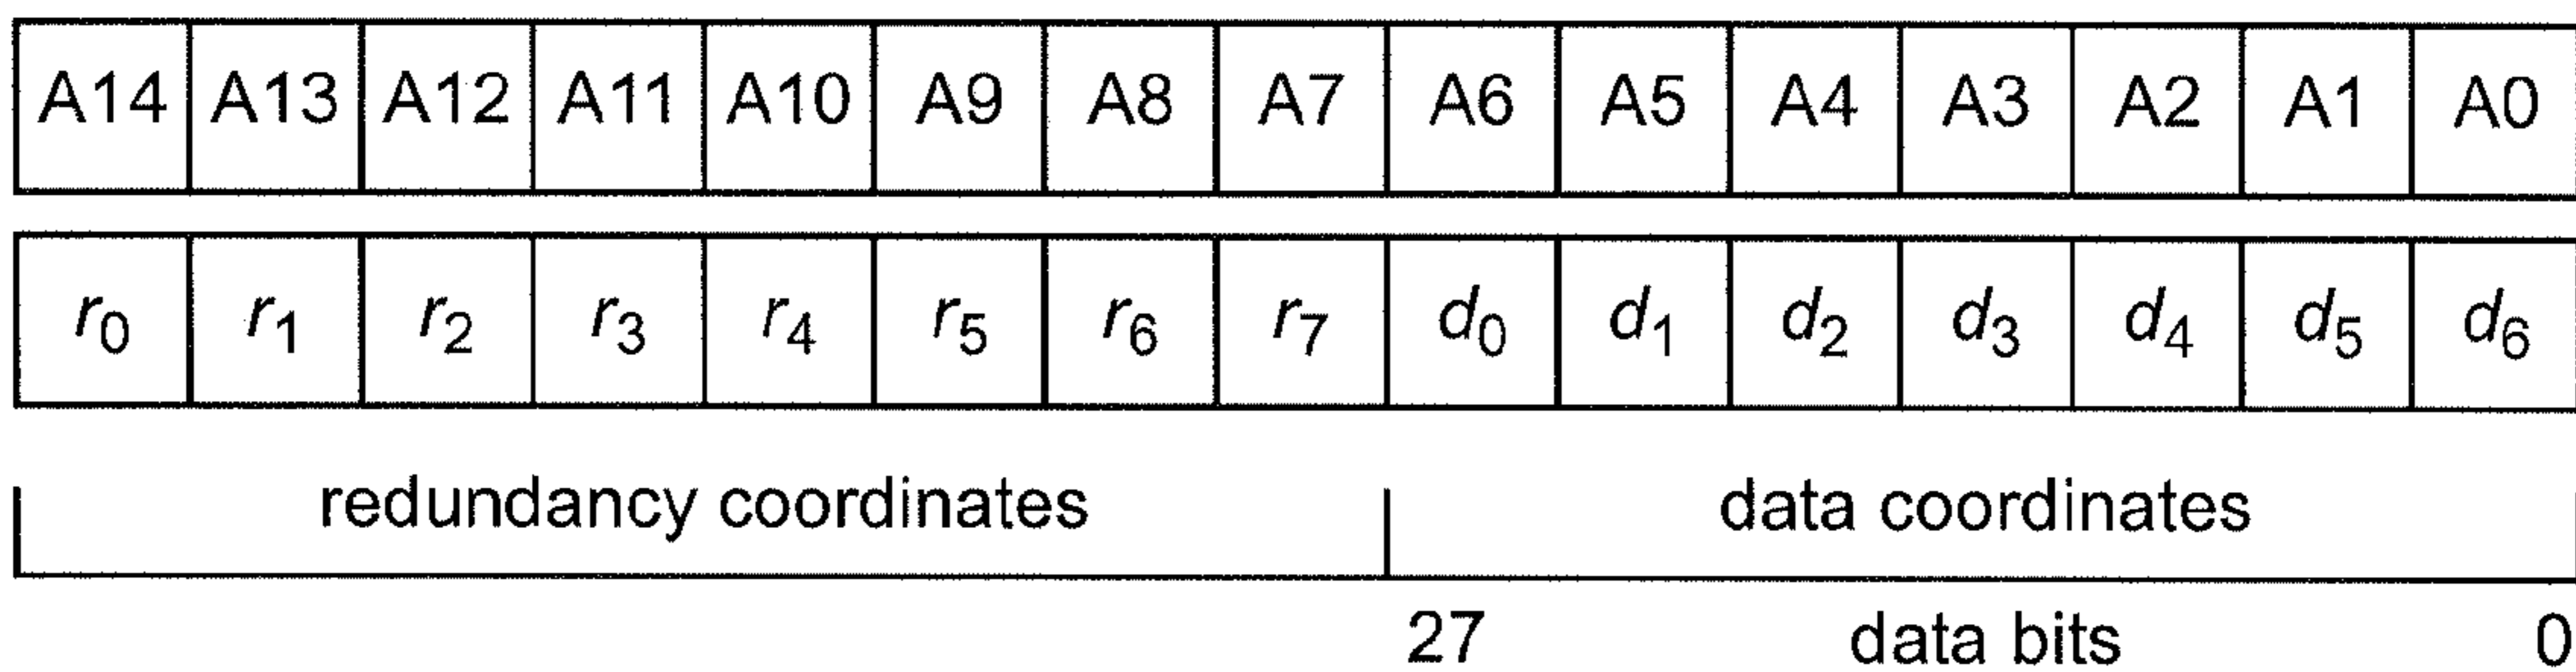 A14 A13 A12 A11 A10 A9 A8 A7 A6 A5 A4 A3 A2 A1 A0
r0 r1 r2 r3 r4 r5 r6 r7 d0 d1 d2 d3 d4 d5 d6
redundancy coordinates data coordinates
27 data bits 0